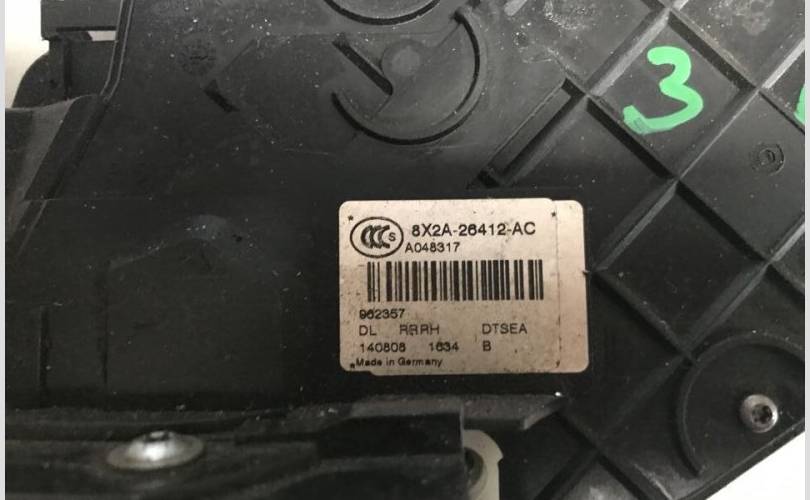 3
CCC S
8X2A-26412-AC
A048317
962357
DL RRRH DTSEA
140808 1634 B
Made in Germany